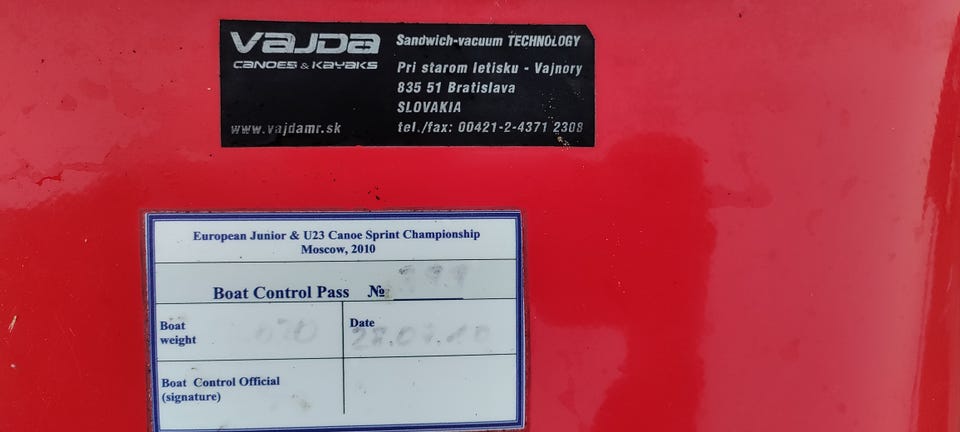 VAJDA
CANOES & KAYAKS
www.vajdamr.sk
Sandwich-vacuum TECHNOLOGY
Pri starom letisku - Vajnory
835 51 Bratislava
SLOVAKIA
tel./fax: 00421-2-4371 2308
European Junior & U23 Canoe Sprint Championship
Moscow, 2010
Boat Control Pass №
Boat
weight
Date
Boat Control Official
(signature)